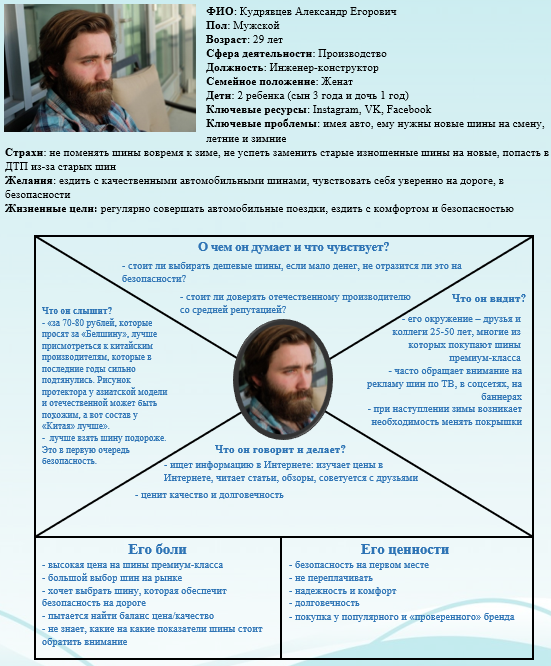 ФИО: Кудрявцев Александр Егорович
Пол: Мужской
Возраст: 29 лет
Сфера деятельности: Производство
Должность: Инженер-конструктор
Семейное положение: Женат
Дети: 2 ребенка (сын 3 года и дочь 1 год)
Ключевые ресурсы: Instagram, VK, Facebook
Ключевые проблемы: имея авто, ему нужны новые шины на смену,
летние и зимние
Страхи: не поменять шины вовремя к зиме, не успеть заменить старые изношенные шины на новые, попасть в
ДТП из-за старых шин
Желания: ездить с качественными автомобильными шинами, чувствовать себя уверенно на дороге, в
безопасности
Жизненные цели: регулярно совершать автомобильные поездки, ездить с комфортом и безопасностью
О чем он думает и что чувствует?
- стоит ли выбирать дешевые шины, если мало денег, не отразится ли это на
безопасности?
- стоит ли доверять отечественному производителю
со средней репутацией?
Что он слышит?
- «за 70-80 рублей, которые
просят за «Белшину», лучше
присмотреться к китайским
производителям, которые в
последние годы сильно
подтянулись. Рисунок
протектора у азиатской модели
и отечественной может быть
похожим, а вот состав у
«Китая» лучше».
- лучше взять шину подороже.
Это в первую очередь
безопасность.
Что он видит?
- его окружение – друзья и
коллеги 25-50 лет, многие из
которых покупают шины
премиум-класса
- часто обращает внимание на
рекламу шин по ТВ, в соцсетях, на
баннерах
- при наступлении зимы возникает
необходимость менять покрышки
Что он говорит и делает?
- ищет информацию в Интернете: изучает цены в
Интернете, читает статьи, обзоры, советуется с друзьями
- ценит качество и долговечность
Его боли
- высокая цена на шины премиум-класса
- большой выбор шин на рынке
- хочет выбрать шину, которая обеспечит
безопасность на дороге
- пытается найти баланс цена/качество
- не знает, какие на какие показатели шины стоит
обратить внимание
Его ценности
- безопасность на первом месте
- не переплачивать
- надежность и комфорт
- долговечность
- покупка у популярного и «проверенного» бренда